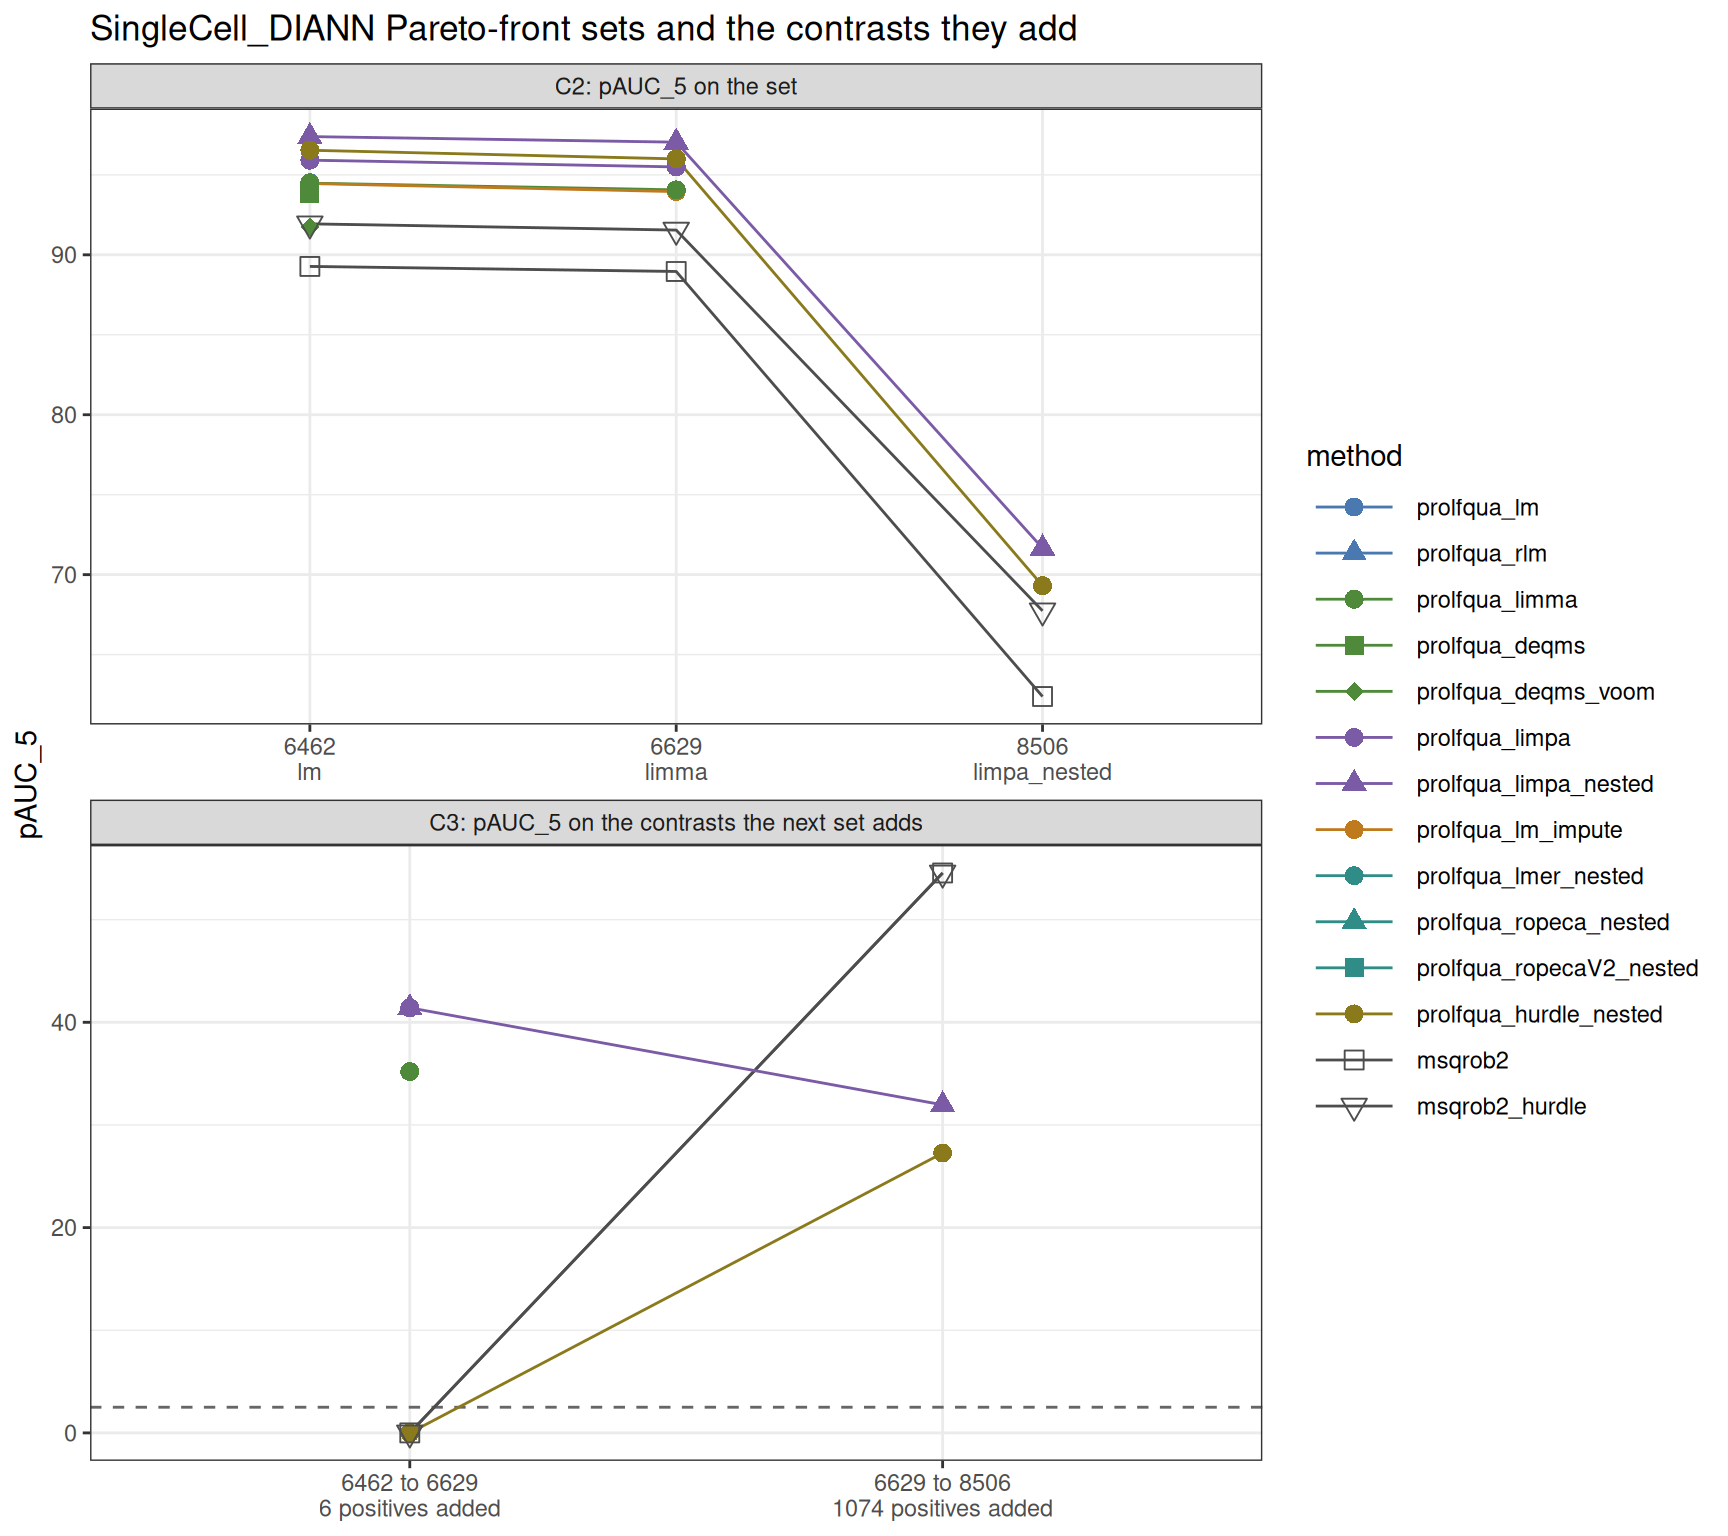 SingleCell_DIANN Pareto-front sets and the contrasts they add
C2: pAUC_5 on the set
90
80
70
6462
lm
6629
limma
8506
limpa_nested
pAUC_5
C3: pAUC_5 on the contrasts the next set adds
40
20
0
6462 to 6629
6 positives added
6629 to 8506
1074 positives added
method
prolfqua_lm
prolfqua_rlm
prolfqua_limma
prolfqua_deqms
prolfqua_deqms_voom
prolfqua_limpa
prolfqua_limpa_nested
prolfqua_lm_impute
prolfqua_lmer_nested
prolfqua_ropeca_nested
prolfqua_ropecaV2_nested
prolfqua_hurdle_nested
msqrob2
msqrob2_hurdle